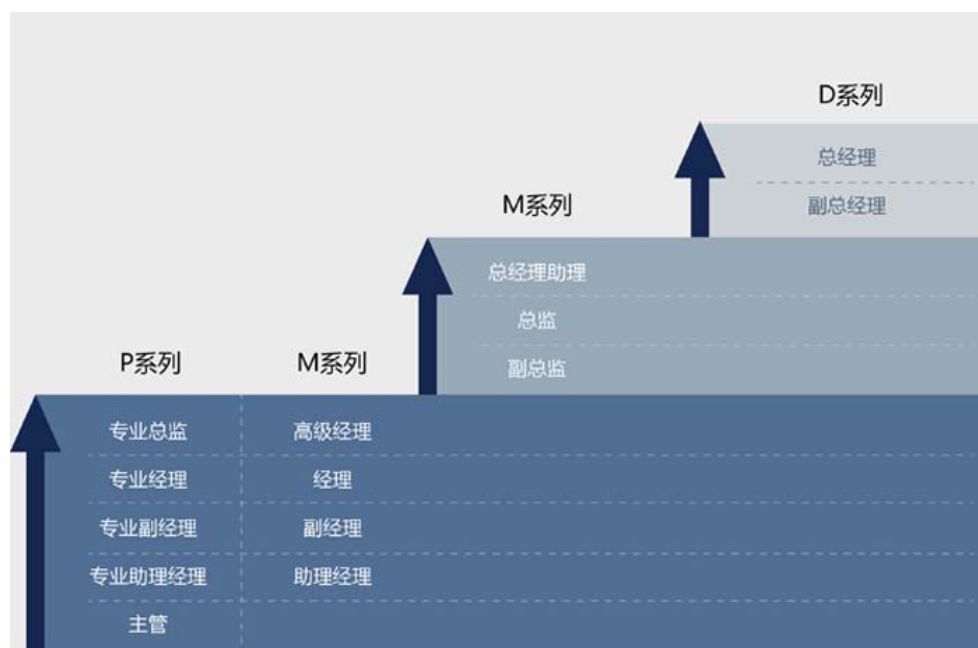 D系列
总经理
副总经理
M系列
总经理助理
总监
副总监
P系列 M系列
专业总监 高级经理
专业经理 经理
专业副经理 副经理
专业助理经理 助理经理
主管